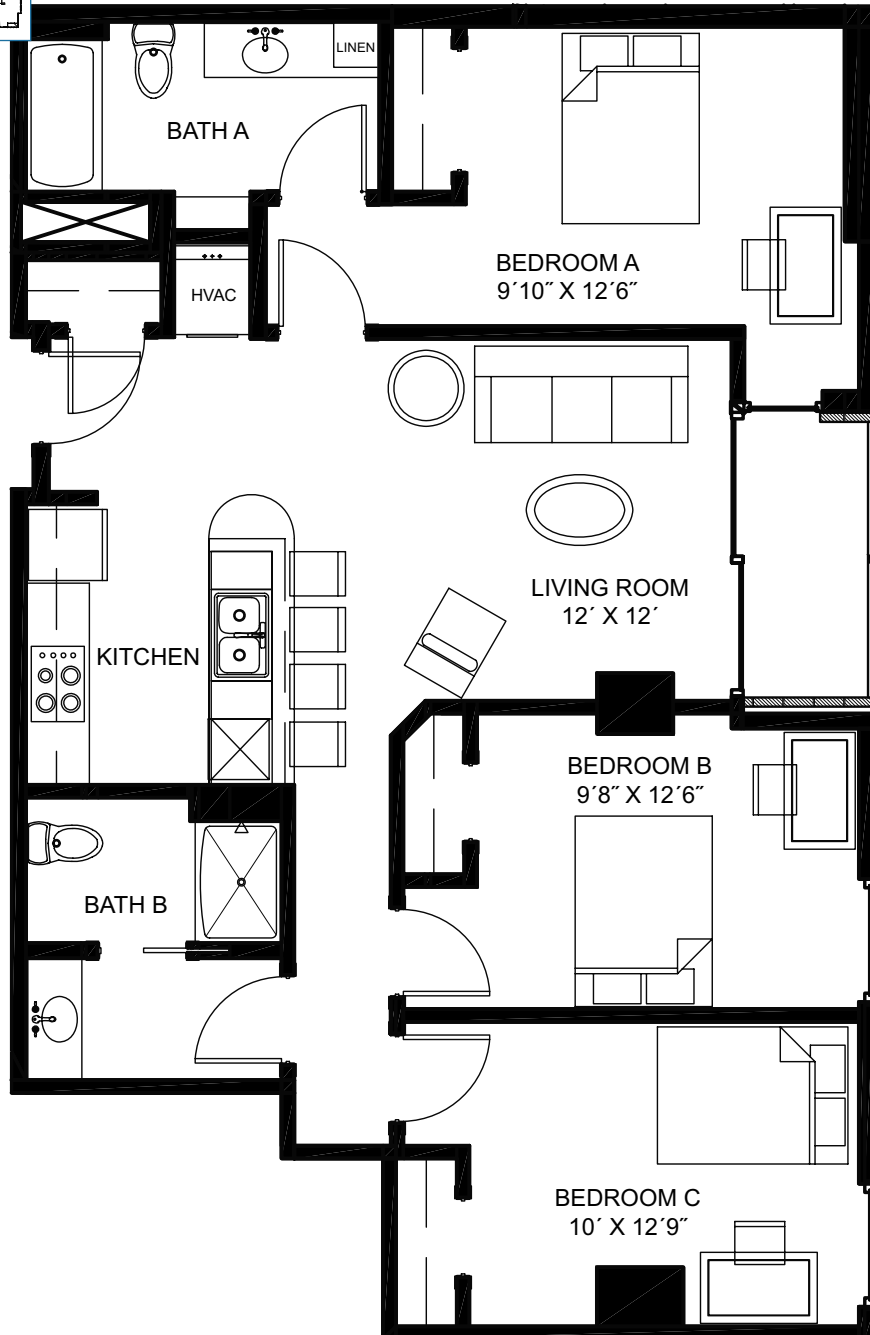 LINEN
BATH A
BEDROOM A
9´10˝ X 12´6˝
HVAC
LIVING ROOM
12´ X 12´
KITCHEN
BEDROOM B
9´8˝ X 12´6˝
BATH B
BEDROOM C
10´ X 12´9˝